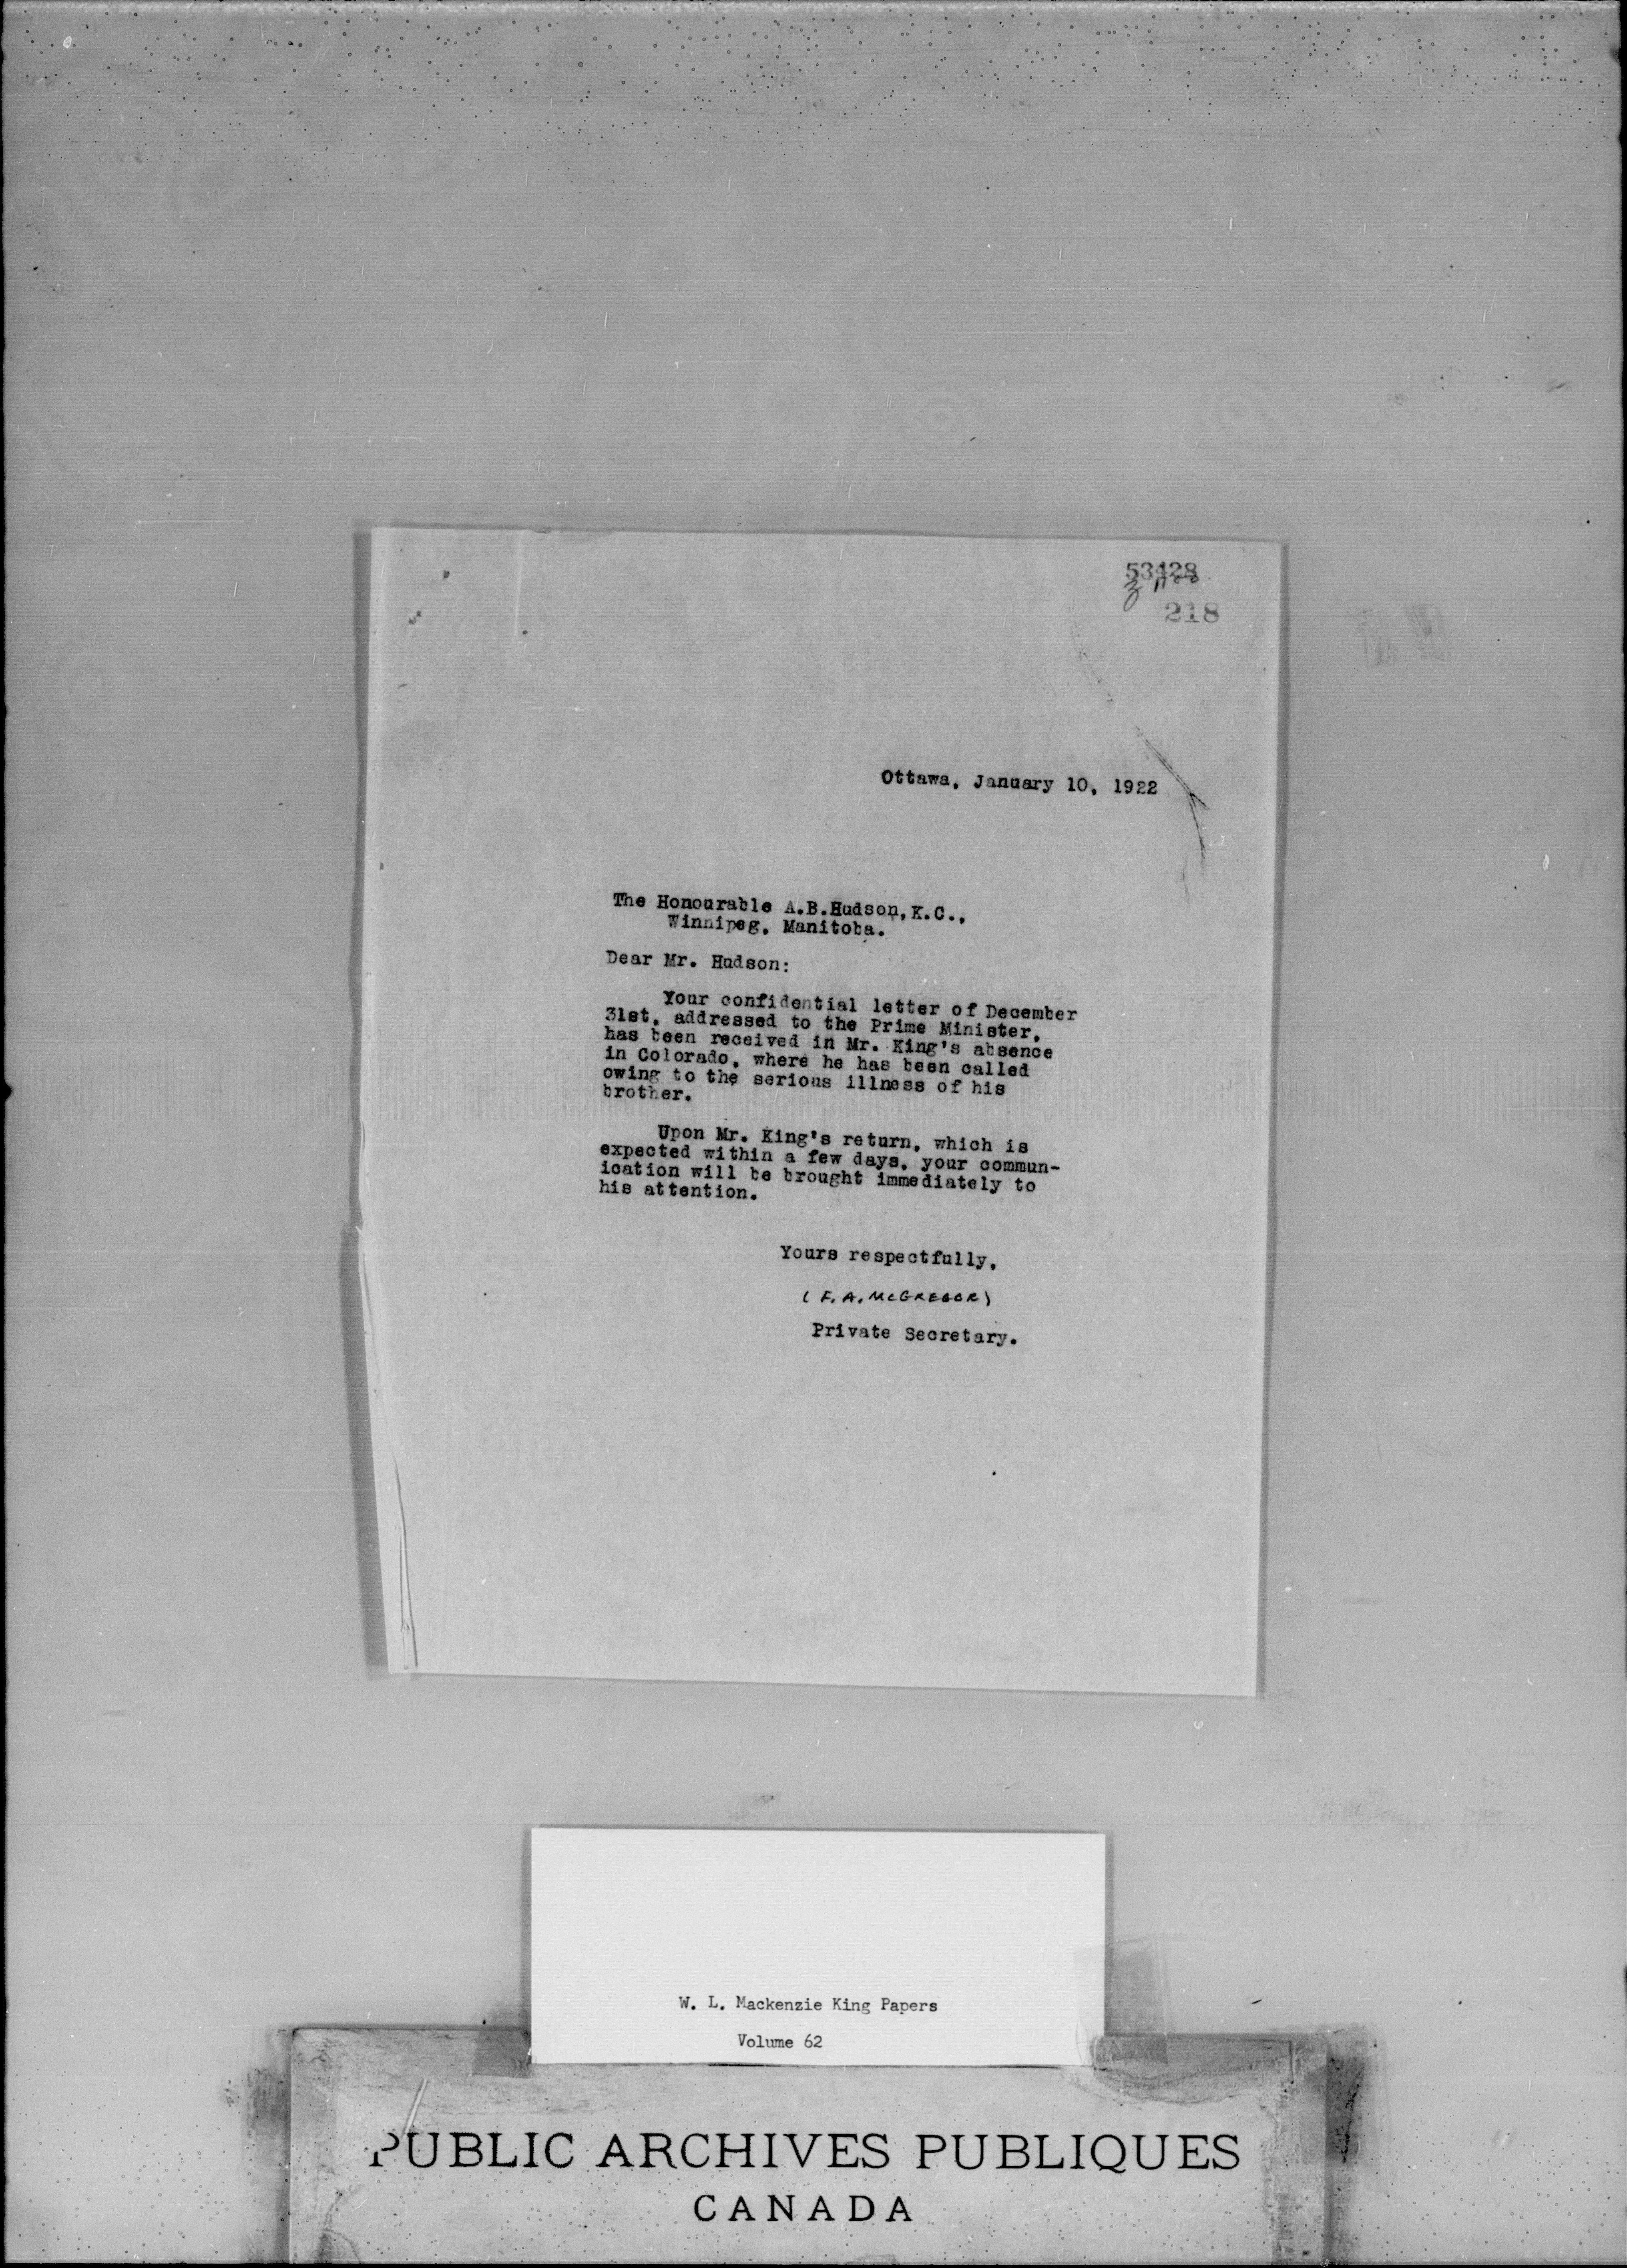 53428
218
Ottawa, January 10, 1922
The Honourable A.B.Hudson,K.C.,
Winnipeg, Manitoba.
Dear Mr. Hudson:
Your confidential letter of December
31st, addressed to the Prime Minister,
has been received in Mr. King's absence
in Colorado, where he has been called
owing to the serious illness of his
brother.
Upon Mr. King's return, which is
expected within a few days, your commun-
ication will be brought immediately to
his attention.
Yours respectfully,
( F. A. McGREGOR )
Private Secretary.
W. L. Mackenzie King Papers
Volume 62
PUBLIC ARCHIVES PUBLIQUES
CANADA